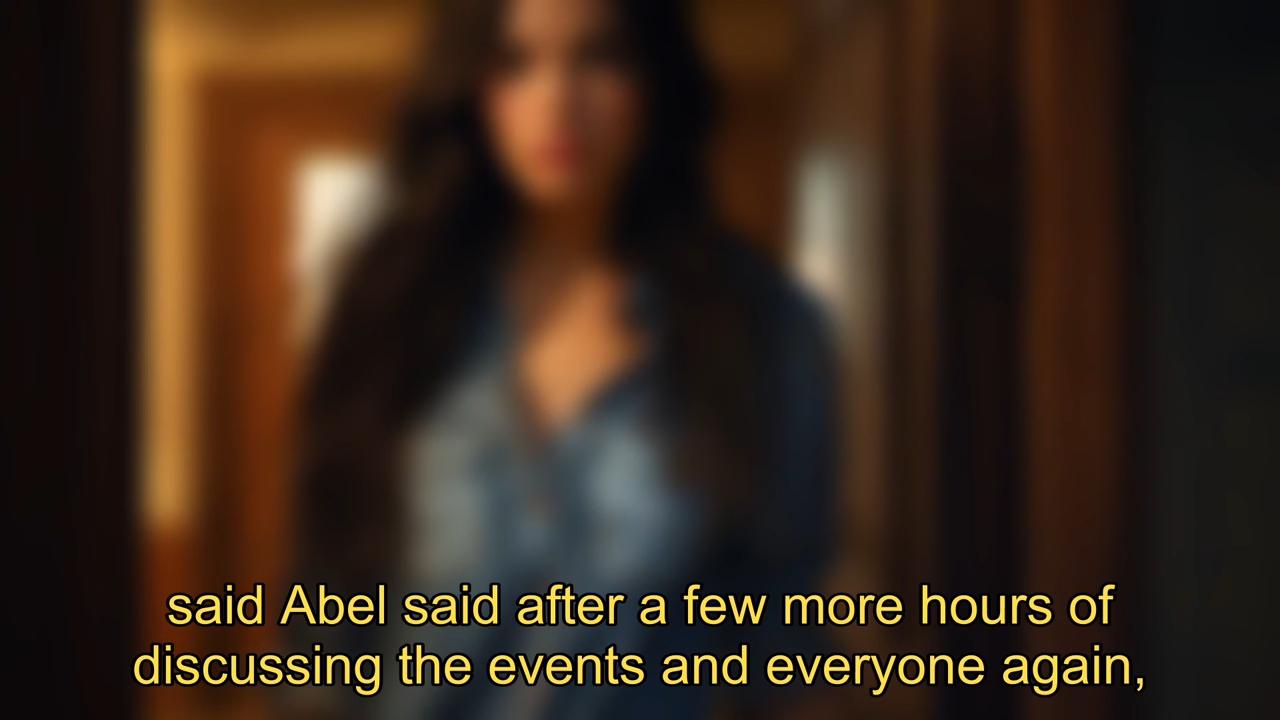 said Abel said after a few more hours of
discussing the events and everyone again,